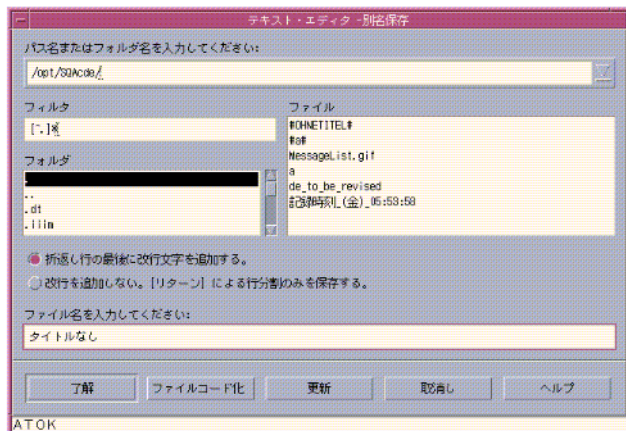 テキスト・エディタ -別名保存
パス名またはフォルダ名を入力してください:
/opt/SQAcde/
フィルタ
ファイル
[^.]*
#OHNETITEL#
#a#
MessageList.gif
a
de_to_be_revised
記録時刻_(金)_05:53:58
フォルダ
.
..
.dt
.iiim
折返し行の最後に改行文字を追加する。
改行を追加しない。[リターン] による行分割のみを保存する。
ファイル名を入力してください:
タイトルなし
了解
ファイルコード化
更新
取消し
ヘルプ
ATOK